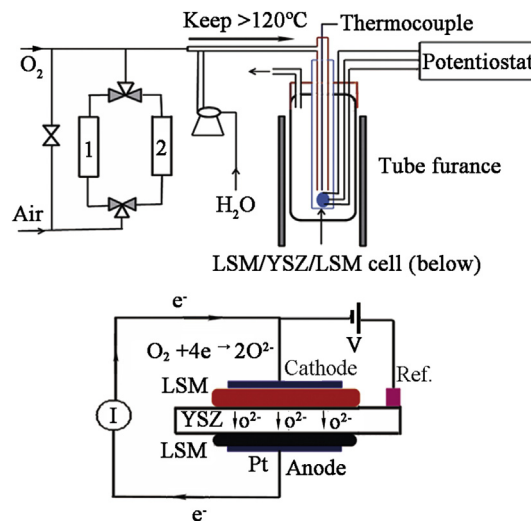 Keep >120°C
Thermocouple
O₂
Potentiostat
1
2
Tube furance
H₂O
Air
LSM/YSZ/LSM cell (below)
e⁻
O₂ +4e → 2O²⁻
V
Cathode
Ref.
LSM
I
YSZ
O²⁻ O²⁻ O²⁻
LSM
Pt
Anode
e⁻